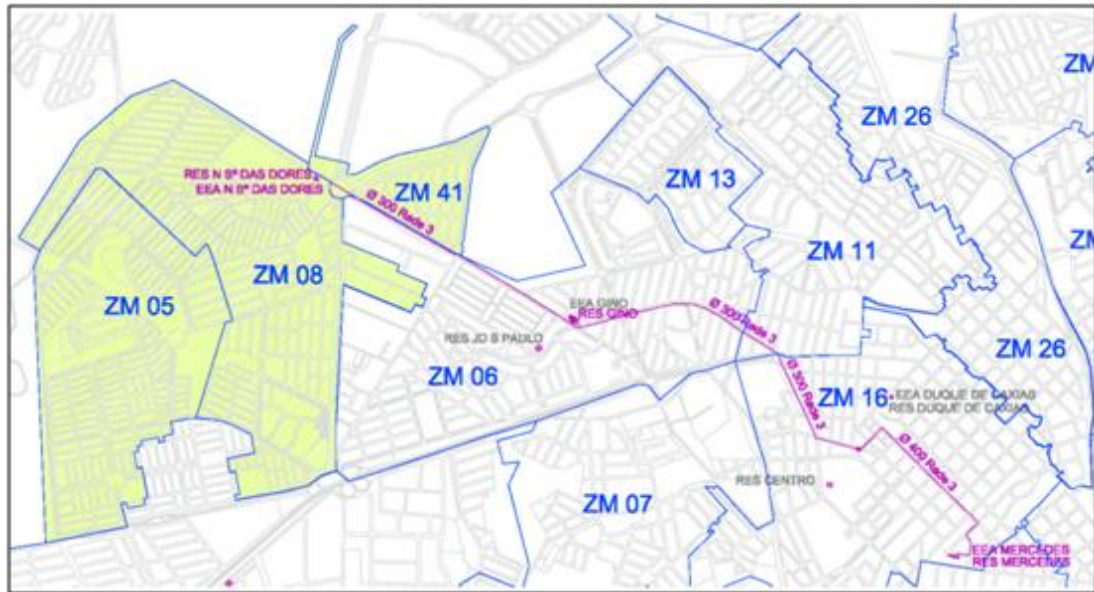 ZM
ZM 26
RES N Sª DAS DORES
EEA N Sª DAS DORES
ZM 41
Ø 300 Rede 3
ZM 13
ZM 11
ZM
ZM 05
ZM 08
EEA GINO
RES GINO
Ø 300 Rede 3
RES JD S PAULO
ZM 06
Ø 300 Rede 3
ZM 26
ZM 16
EEA DUQUE DE CAXIAS
RES DUQUE DE CAXIAS
Ø 400 Rede 3
RES CENTRO
ZM 07
EEA MERCEDES
RES MERCEDES